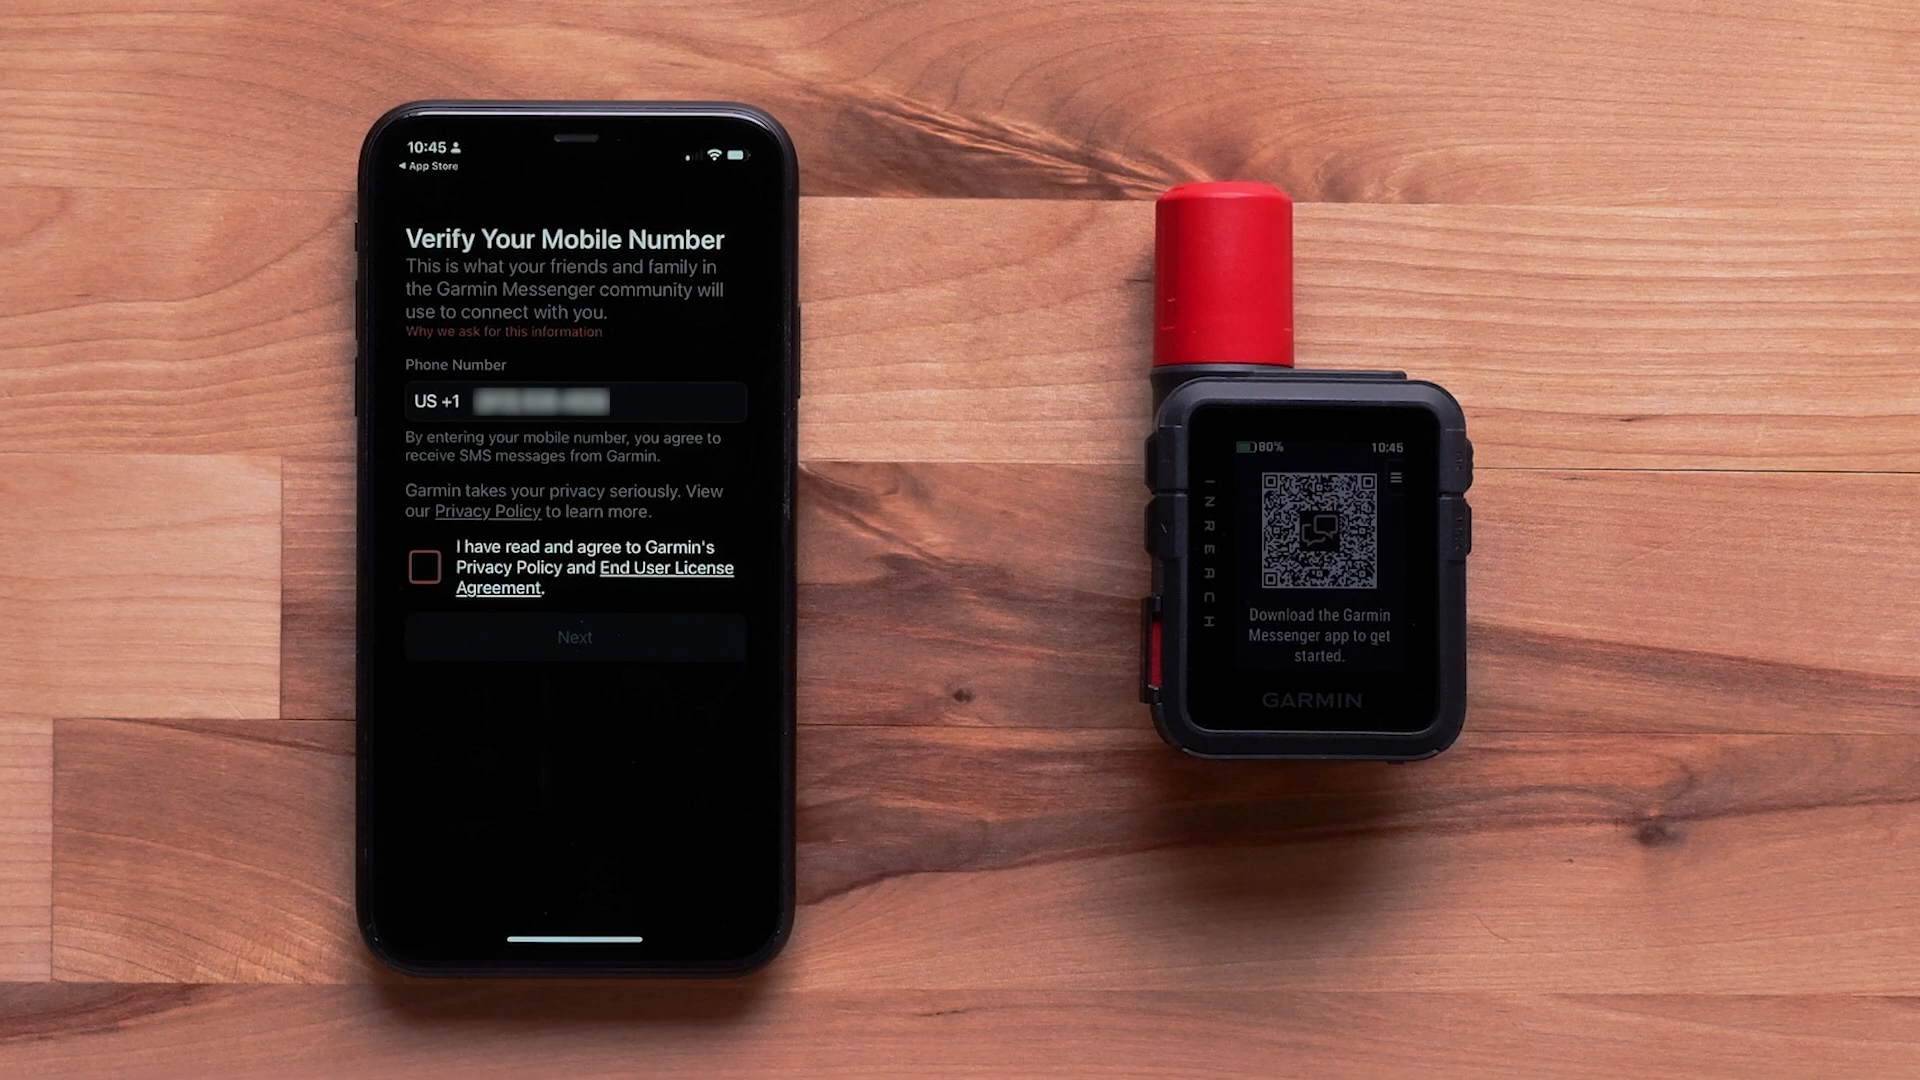 10:45
App Store
Verify Your Mobile Number
This is what your friends and family in
the Garmin Messenger community will
use to connect with you.
Why we ask for this information
Phone Number
US +1
By entering your mobile number, you agree to
receive SMS messages from Garmin.
Garmin takes your privacy seriously. View
our Privacy Policy to learn more.
I have read and agree to Garmin's
Privacy Policy and End User License
Agreement.
Next
80%
10:45
INREACH
Download the Garmin
Messenger app to get
started.
GARMIN